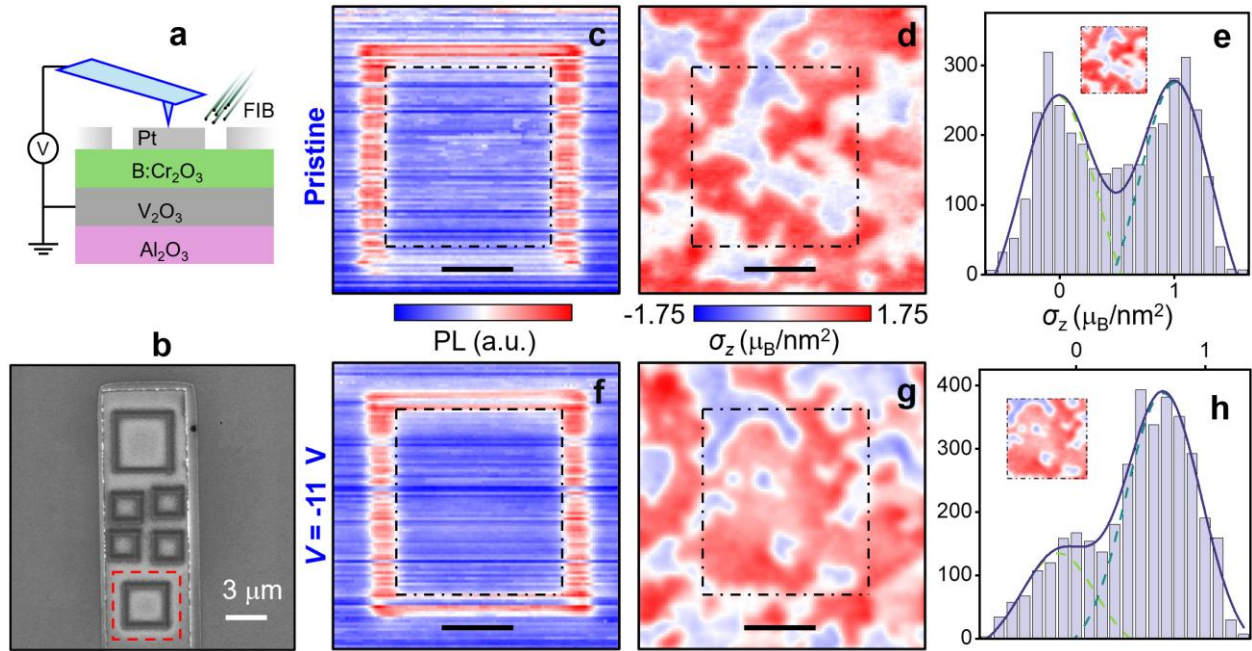 a
V
FIB
Pt
B:Cr₂O₃
V₂O₃
Al₂O₃
b
3 μm
Pristine
c
d
PL (a.u.)
-1.75
1.75
σz (μB/nm²)
e
300
200
100
0
0
1
σz (μB/nm²)
V = -11 V
f
g
0
1
h
400
300
200
100
0